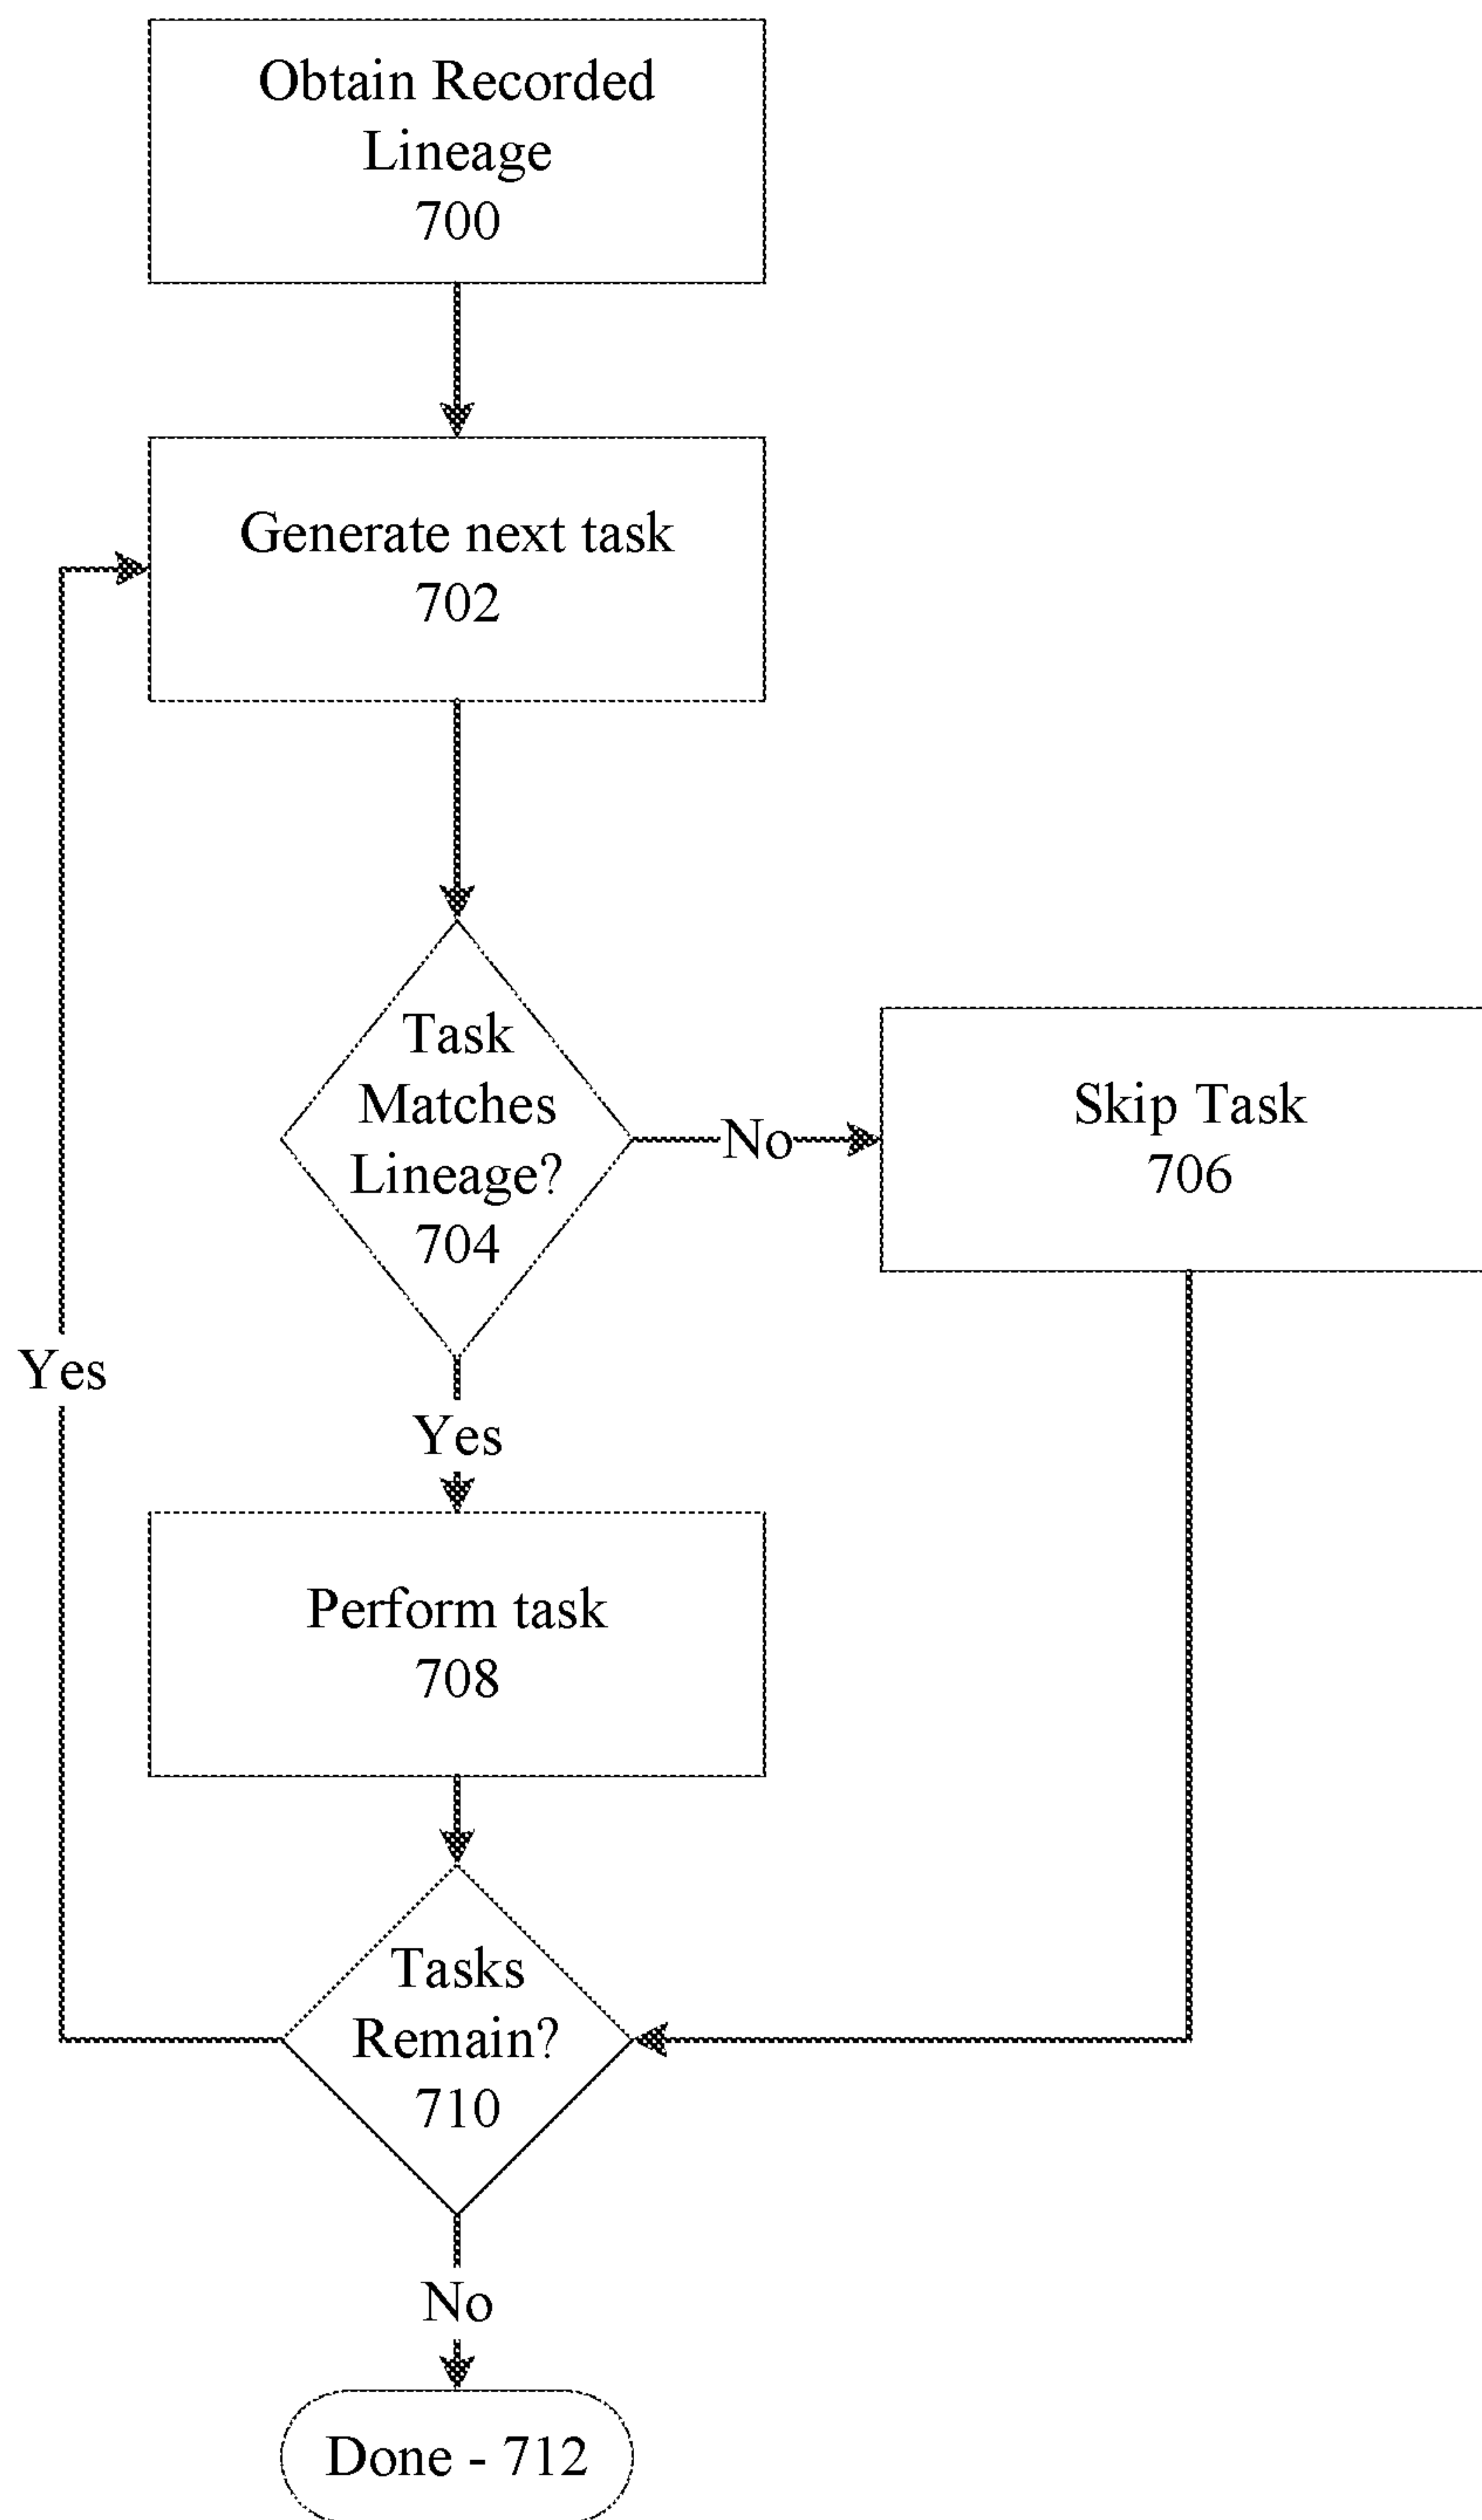 Obtain Recorded
Lineage
700
Generate next task
702
Task
Matches
Lineage?
704
No
Skip Task
706
Yes
Yes
Perform task
708
Tasks
Remain?
710
No
Done - 712